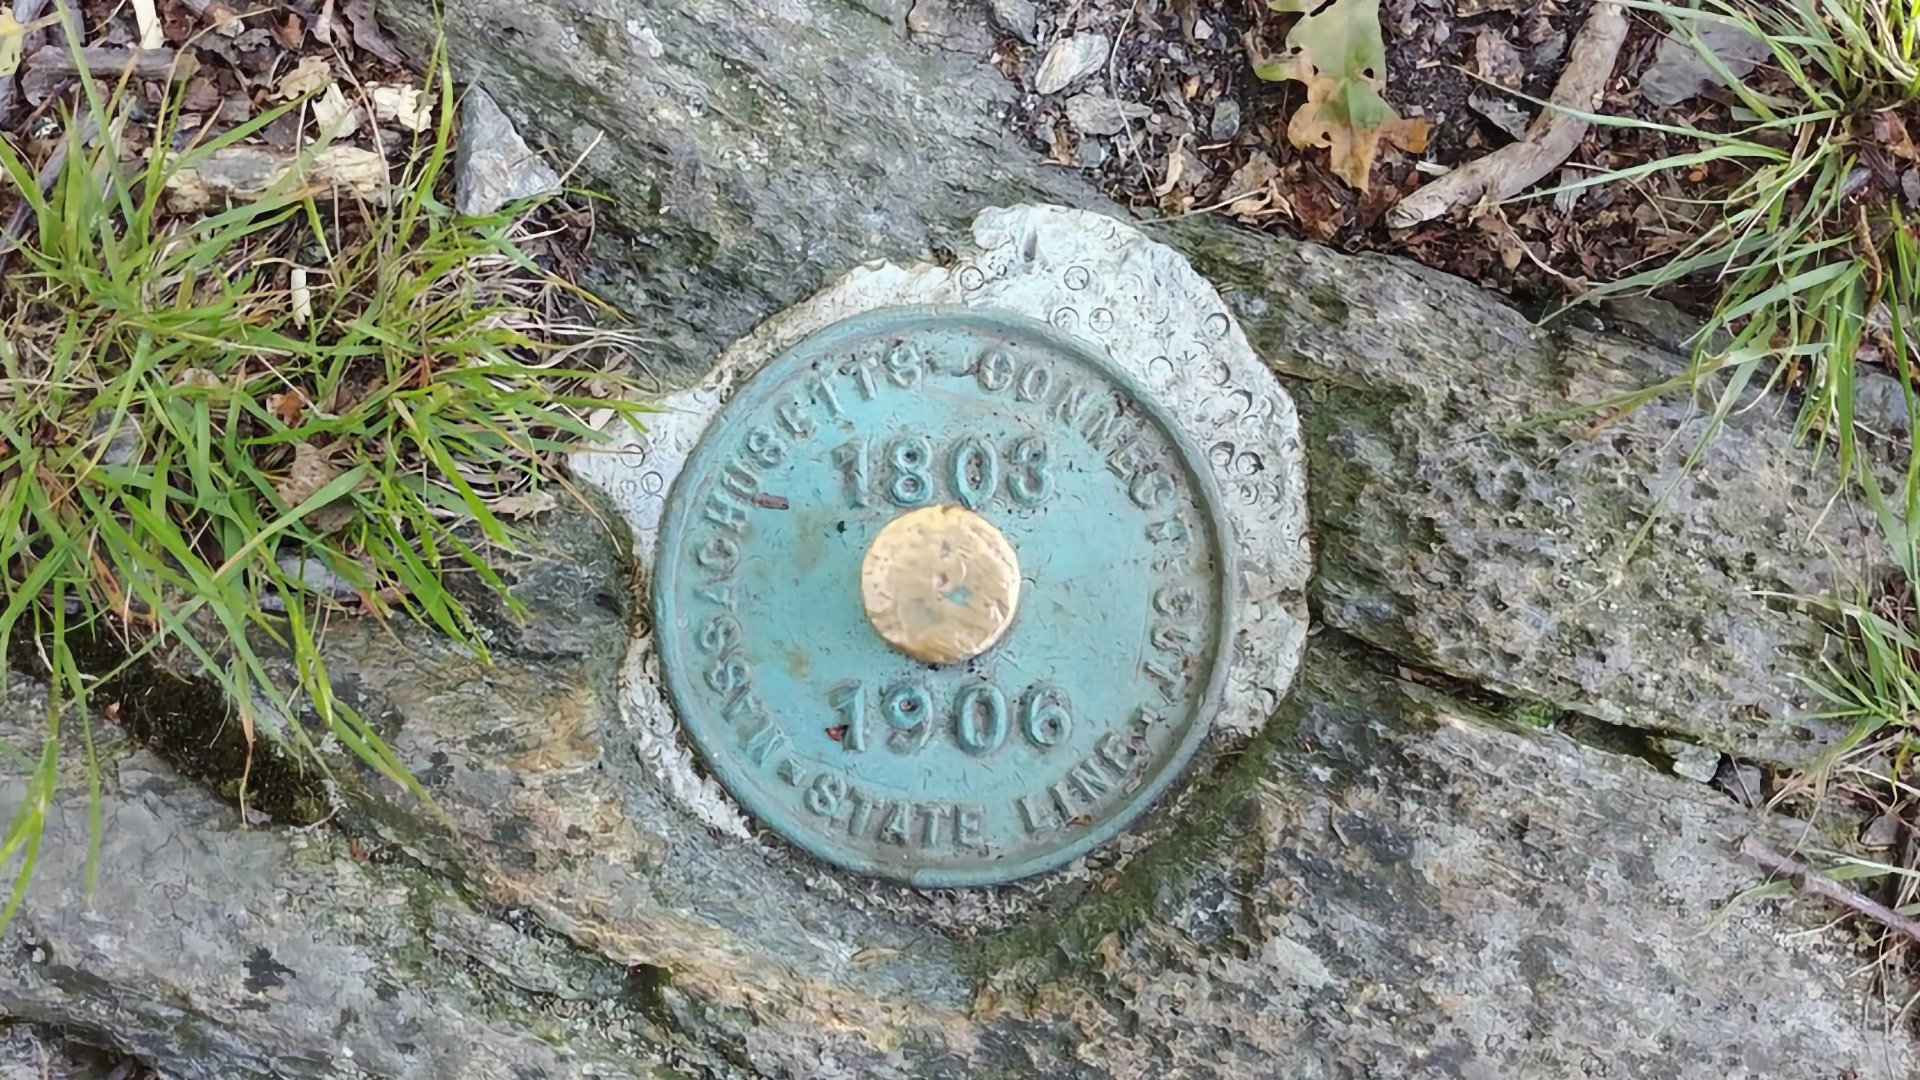 MASSACHUSETTS CONNECTICUT
1803
1906
STATE LINE